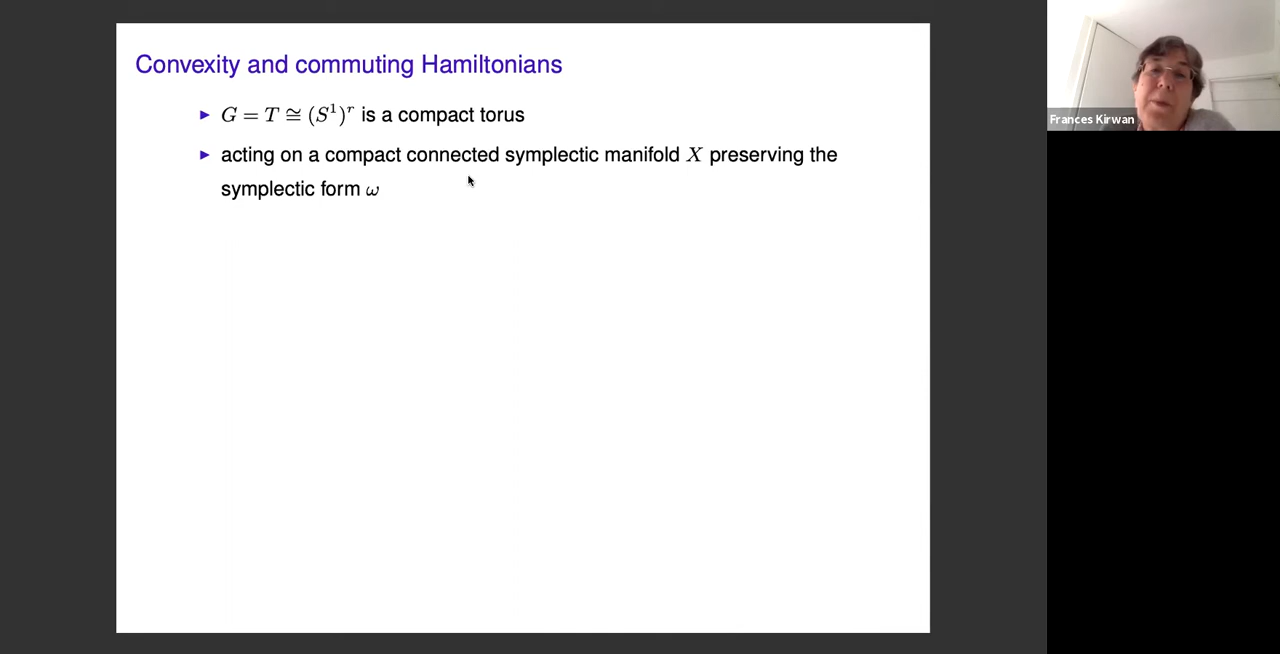 Convexity and commuting Hamiltonians
▶ G = T ≅ (S¹)ʳ is a compact torus
▶ acting on a compact connected symplectic manifold X preserving the
symplectic form ω
Frances Kirwan